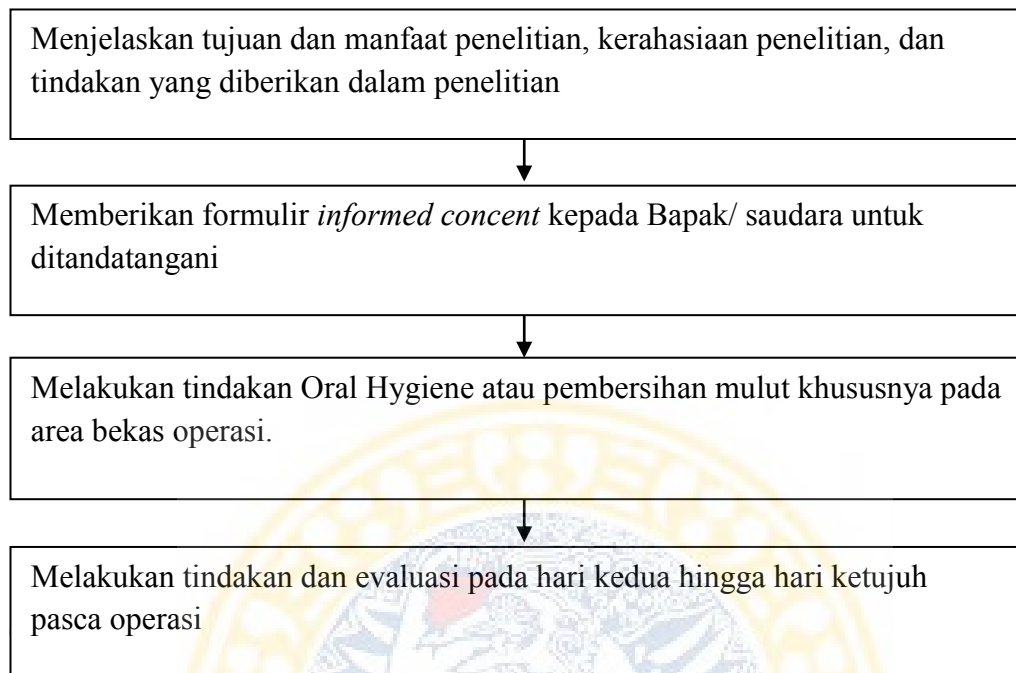 Menjelaskan tujuan dan manfaat penelitian, kerahasiaan penelitian, dan
tindakan yang diberikan dalam penelitian
Memberikan formulir informed concent kepada Bapak/ saudara untuk
ditandatangani
Melakukan tindakan Oral Hygiene atau pembersihan mulut khususnya pada
area bekas operasi.
Melakukan tindakan dan evaluasi pada hari kedua hingga hari ketujuh
pasca operasi